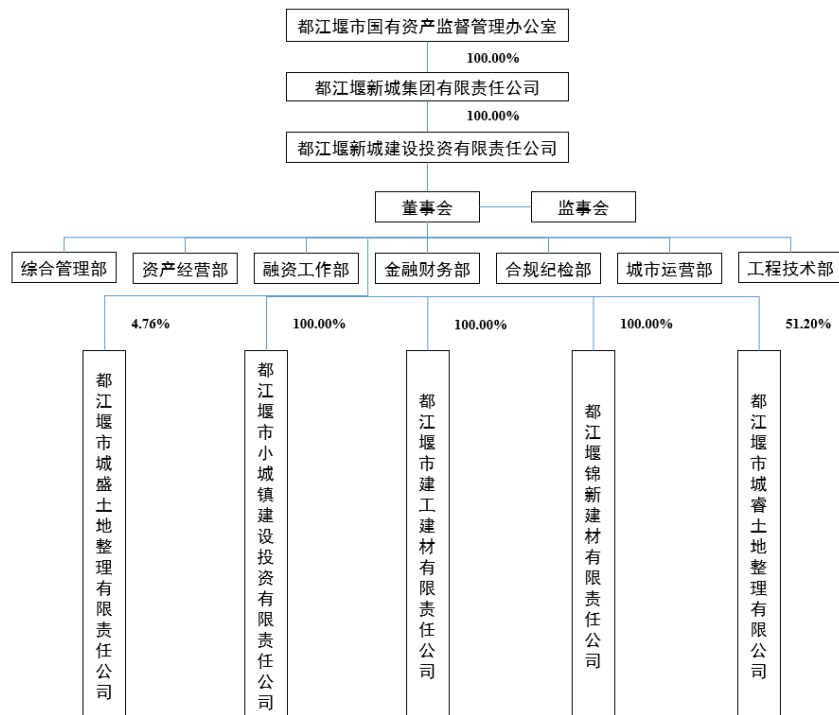 都江堰市国有资产监督管理办公室
100.00%
都江堰新城集团有限责任公司
100.00%
都江堰新城建设投资有限责任公司
董事会
监事会
综合管理部
资产经营部
融资工作部
金融财务部
合规纪检部
城市运营部
工程技术部
4.76%
100.00%
100.00%
100.00%
51.20%
都江堰市城盛土地整理有限责任公司
都江堰市小城镇建设投资有限责任公司
都江堰市建工建材有限责任公司
都江堰锦新建材有限责任公司
都江堰市城睿土地整理有限公司